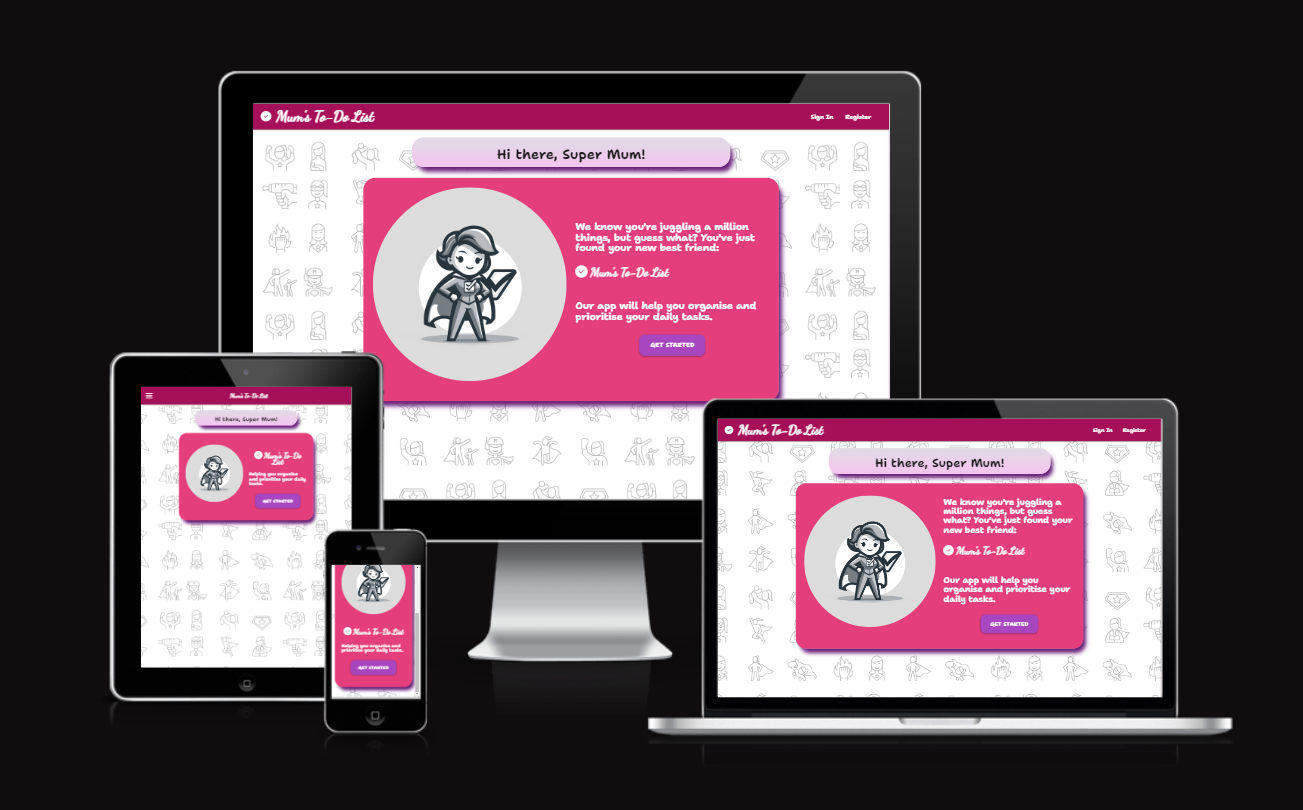 Mum's To-Do List
Sign In
Register
Hi there, Super Mum!
We know you're juggling a million
things, but guess what? You've just
found your new best friend:
Mum's To-Do List
Our app will help you organise and
prioritise your daily tasks.
GET STARTED
Mum's To-Do List
Hi there, Super Mum!
Mum's To-Do
List
Helping you organise
and prioritise your daily
tasks.
GET STARTED
Mum's To-Do List
Helping you organise and
prioritise your daily tasks.
GET STARTED
Mum's To-Do List
Sign In
Register
Hi there, Super Mum!
We know you're juggling a
million things, but guess
what? You've just found your
new best friend:
Mum's To-Do List
Our app will help you
organise and prioritise your
daily tasks.
GET STARTED